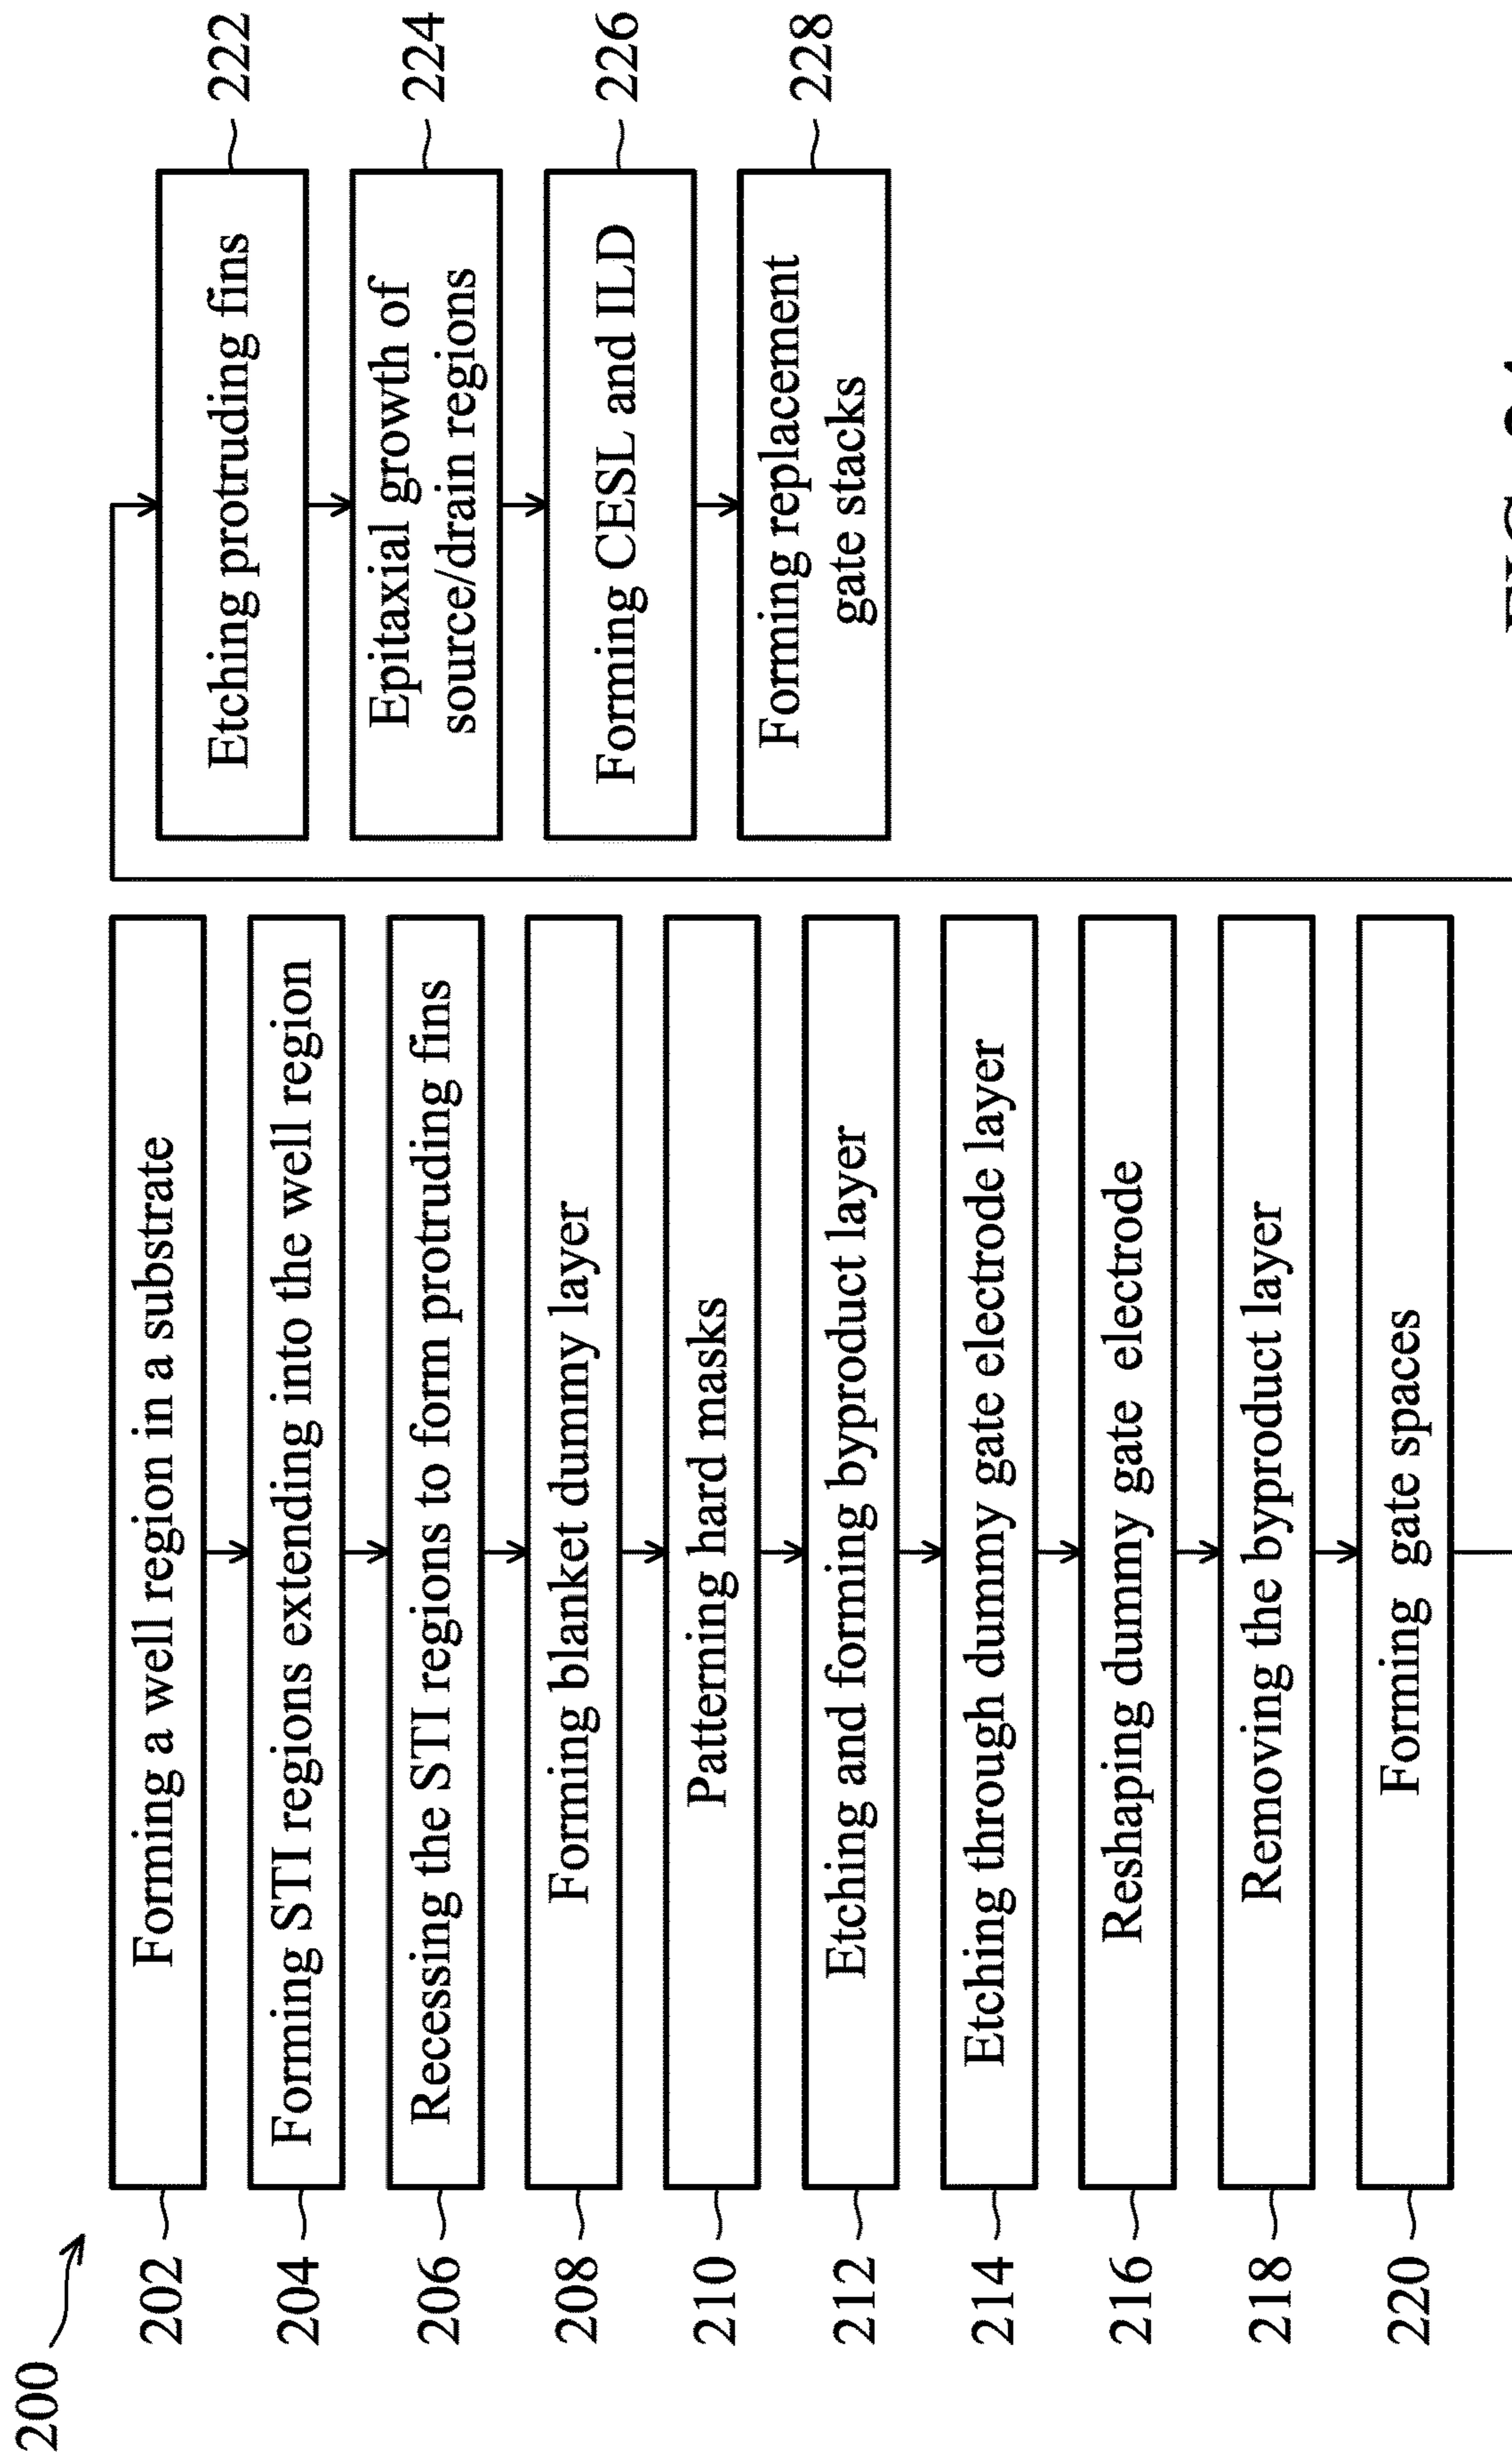 200
202
Forming a well region in a substrate
204
Forming STI regions extending into the well region
206
Recessing the STI regions to form protruding fins
208
Forming blanket dummy layer
210
Patterning hard masks
212
Etching and forming byproduct layer
214
Etching through dummy gate electrode layer
216
Reshaping dummy gate electrode
218
Removing the byproduct layer
220
Forming gate spaces
Etching protruding fins
222
Epitaxial growth of
source/drain regions
224
Forming CESL and ILD
226
Forming replacement
gate stacks
228